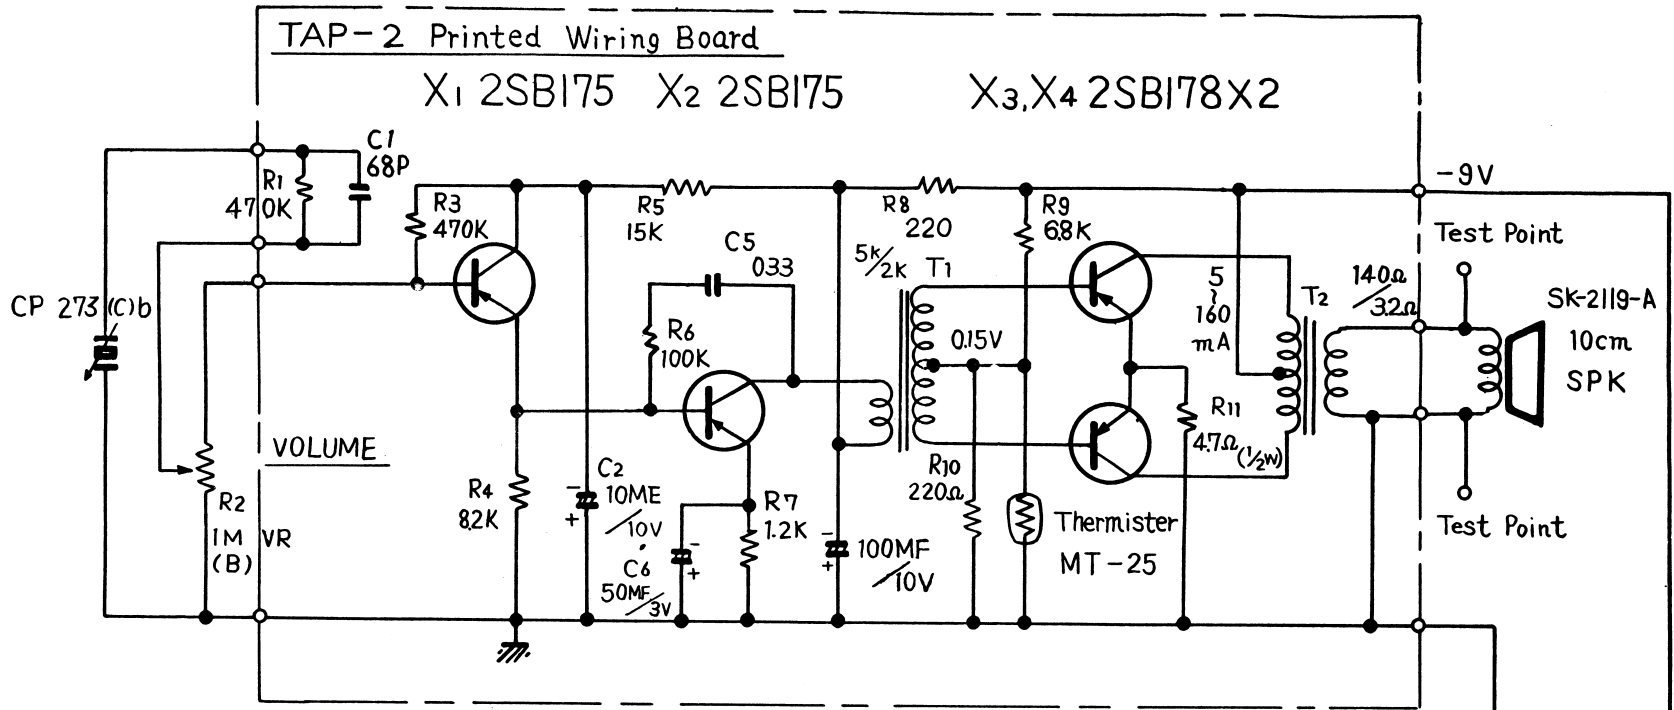 TAP-2 Printed Wiring Board
X1 2SB175 X2 2SB175 X3,X4 2SB178X2
C1
68P
R1
470K
R3
470K
R5
15K
R8
220
R9
6.8K
-9V
Test Point
C5
033
5K/2K
T1
5
~
160
mA
T2
140Ω
/3.2Ω
SK-2119-A
10cm
SPK
CP 273(C)b
R6
100K
0.15V
R11
4.7Ω (1/2W)
VOLUME
R2
1M VR
(B)
R4
8.2K
C2
10ME
/10V
C6
50MF
/3V
R7
1.2K
100MF
/10V
R10
220Ω
Thermister
MT-25
Test Point
- +
- +
- +